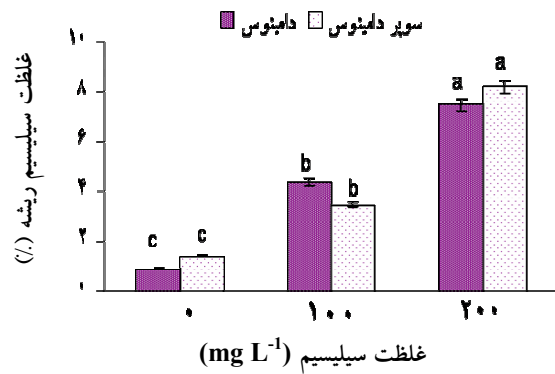 دامینوس سوپر دامینوس
غلظت سیلیسیم ریشه (٪)
۱۰
۸
۶
۴
۲
۰
c c
b b
a a
۰ ۱۰۰ ۲۰۰
غلظت سیلیسیم (mg L⁻¹)